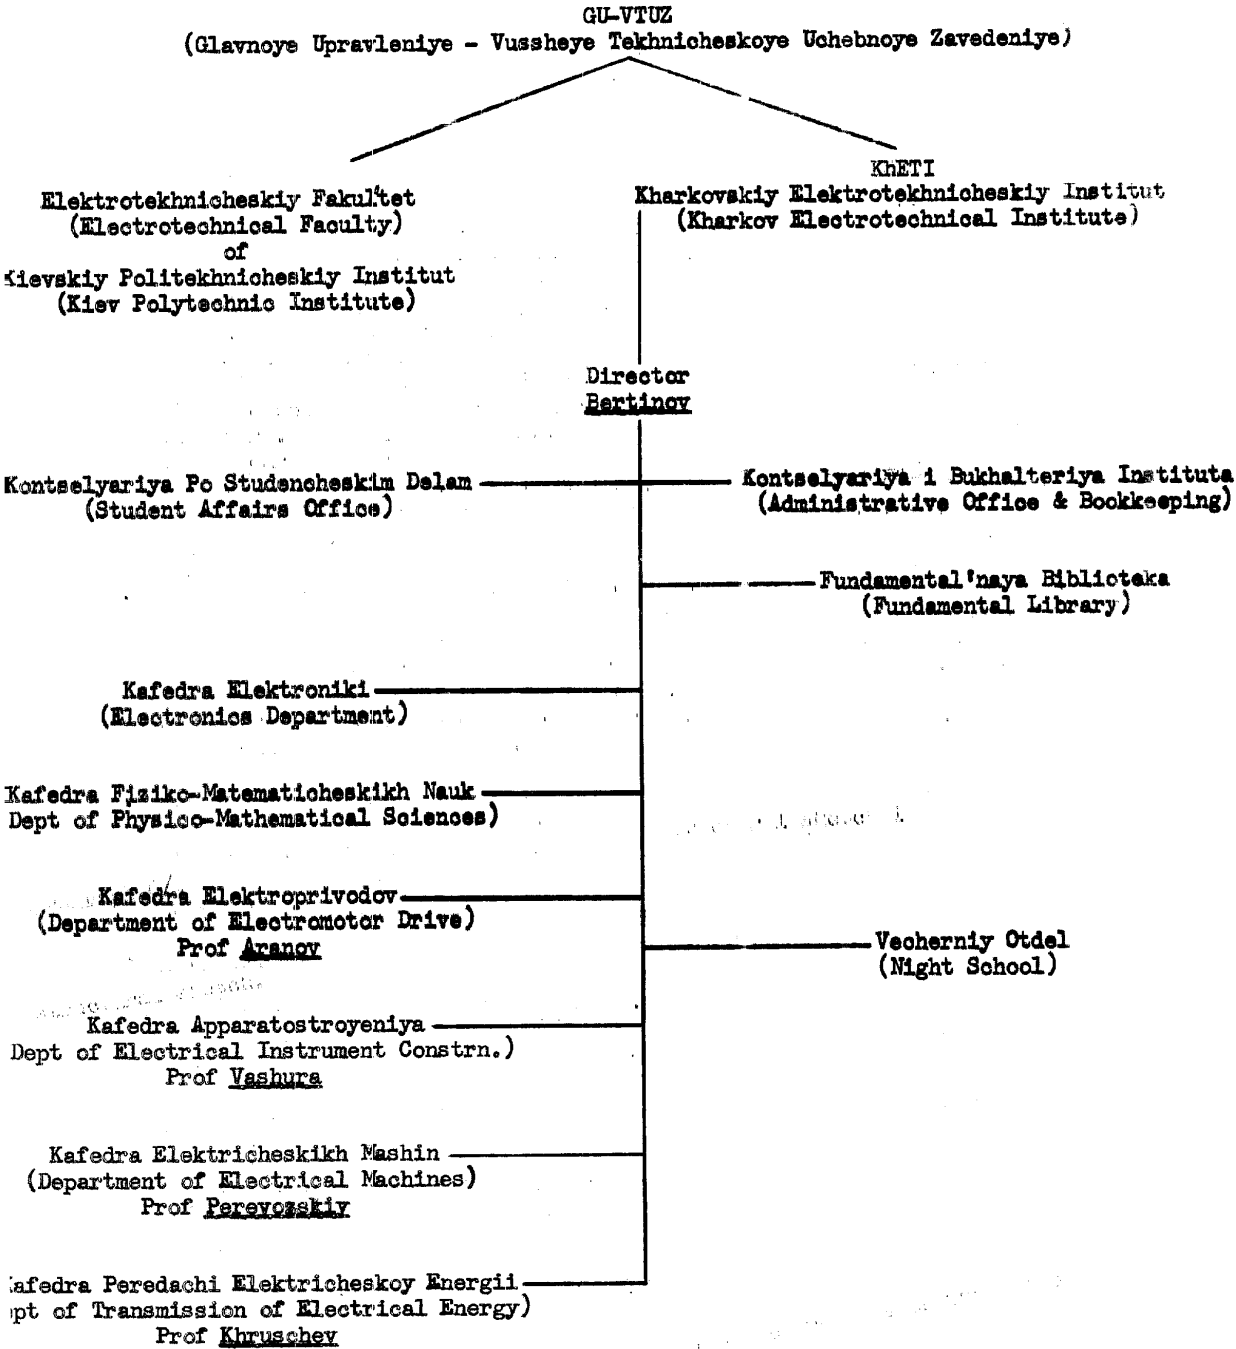 GU-VTUZ
(Glavnoye Upravleniye - Vussheye Tekhnicheskoye Uchebnoye Zavedeniye)
Elektrotekhnicheskiy Fakul'tet
(Electrotechnical Faculty)
of
Kievskiy Politekhnicheskiy Institut
(Kiev Polytechnic Institute)
KhETI
Kharkovskiy Elektrotekhnicheskiy Institut
(Kharkov Electrotechnical Institute)
Director
Bertinov
Kontselyariya Po Studencheskim Delam
(Student Affairs Office)
Kontselyariya i Bukhalteriya Instituta
(Administrative Office & Bookkeeping)
Fundamental'naya Biblioteka
(Fundamental Library)
Kafedra Elektroniki
(Electronics Department)
Kafedra Fiziko-Matematicheskikh Nauk
Dept of Physico-Mathematical Sciences)
Kafedra Elektroprivodov
(Department of Electromotor Drive)
Prof Aranov
Vecherniy Otdel
(Night School)
Kafedra Apparatostroyeniya
Dept of Electrical Instrument Constrn.)
Prof Vashura
Kafedra Elektricheskikh Mashin
(Department of Electrical Machines)
Prof Perevozskiy
afedra Peredachi Elektricheskoy Energii
pt of Transmission of Electrical Energy)
Prof Khruschev